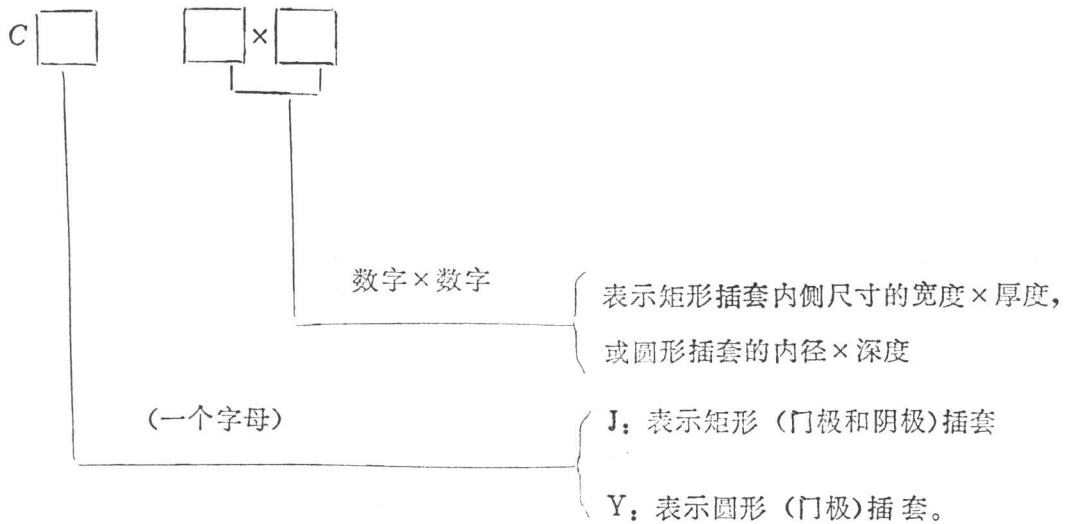 C □ □×□
数字×数字
表示矩形插套内侧尺寸的宽度×厚度，
或圆形插套的内径×深度
(一个字母)
J：表示矩形（门极和阴极)插套
Y：表示圆形（门极)插套。